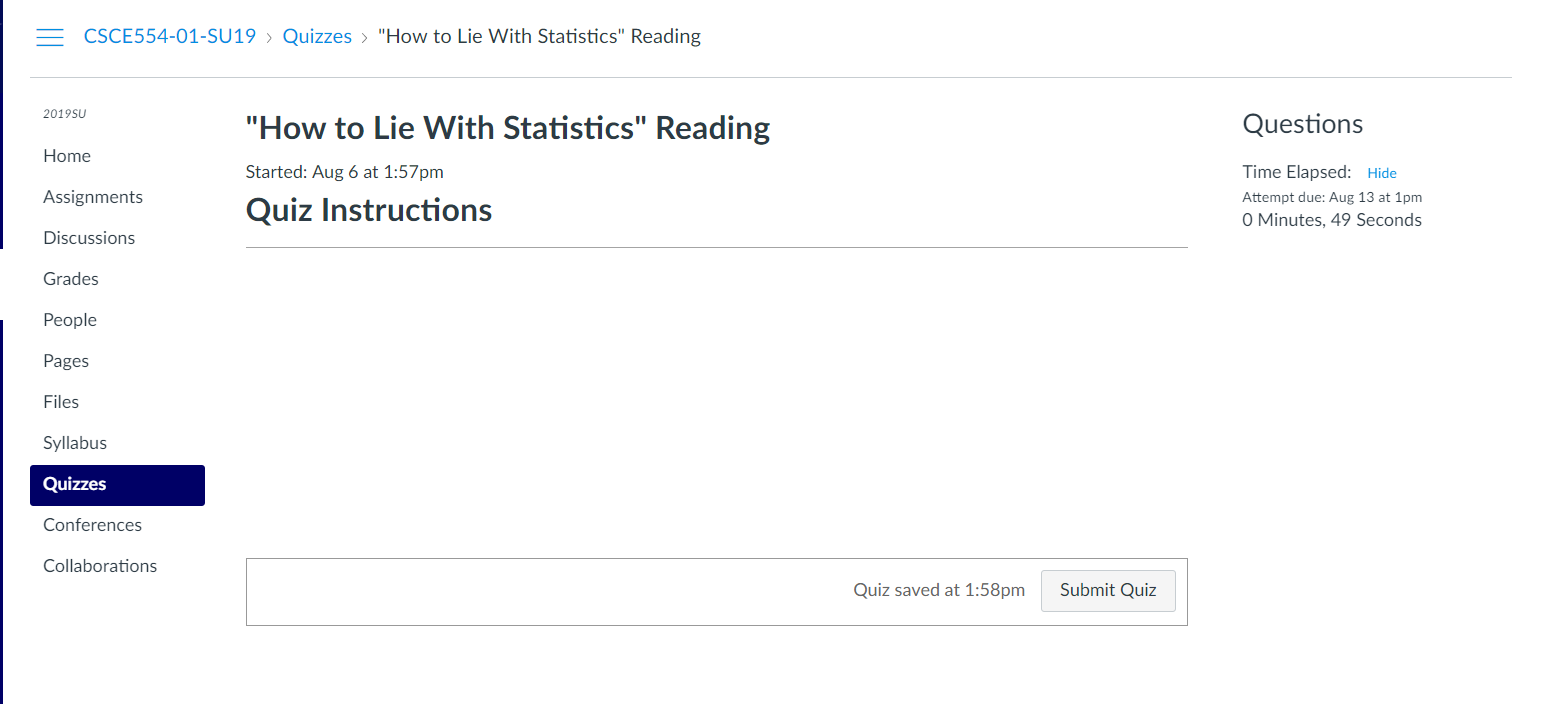 CSCE554-01-SU19 › Quizzes › "How to Lie With Statistics" Reading
2019SU
Home
Assignments
Discussions
Grades
People
Pages
Files
Syllabus
Quizzes
Conferences
Collaborations
"How to Lie With Statistics" Reading
Started: Aug 6 at 1:57pm
Quiz Instructions
Quiz saved at 1:58pm
Submit Quiz
Questions
Time Elapsed: Hide
Attempt due: Aug 13 at 1pm
0 Minutes, 49 Seconds